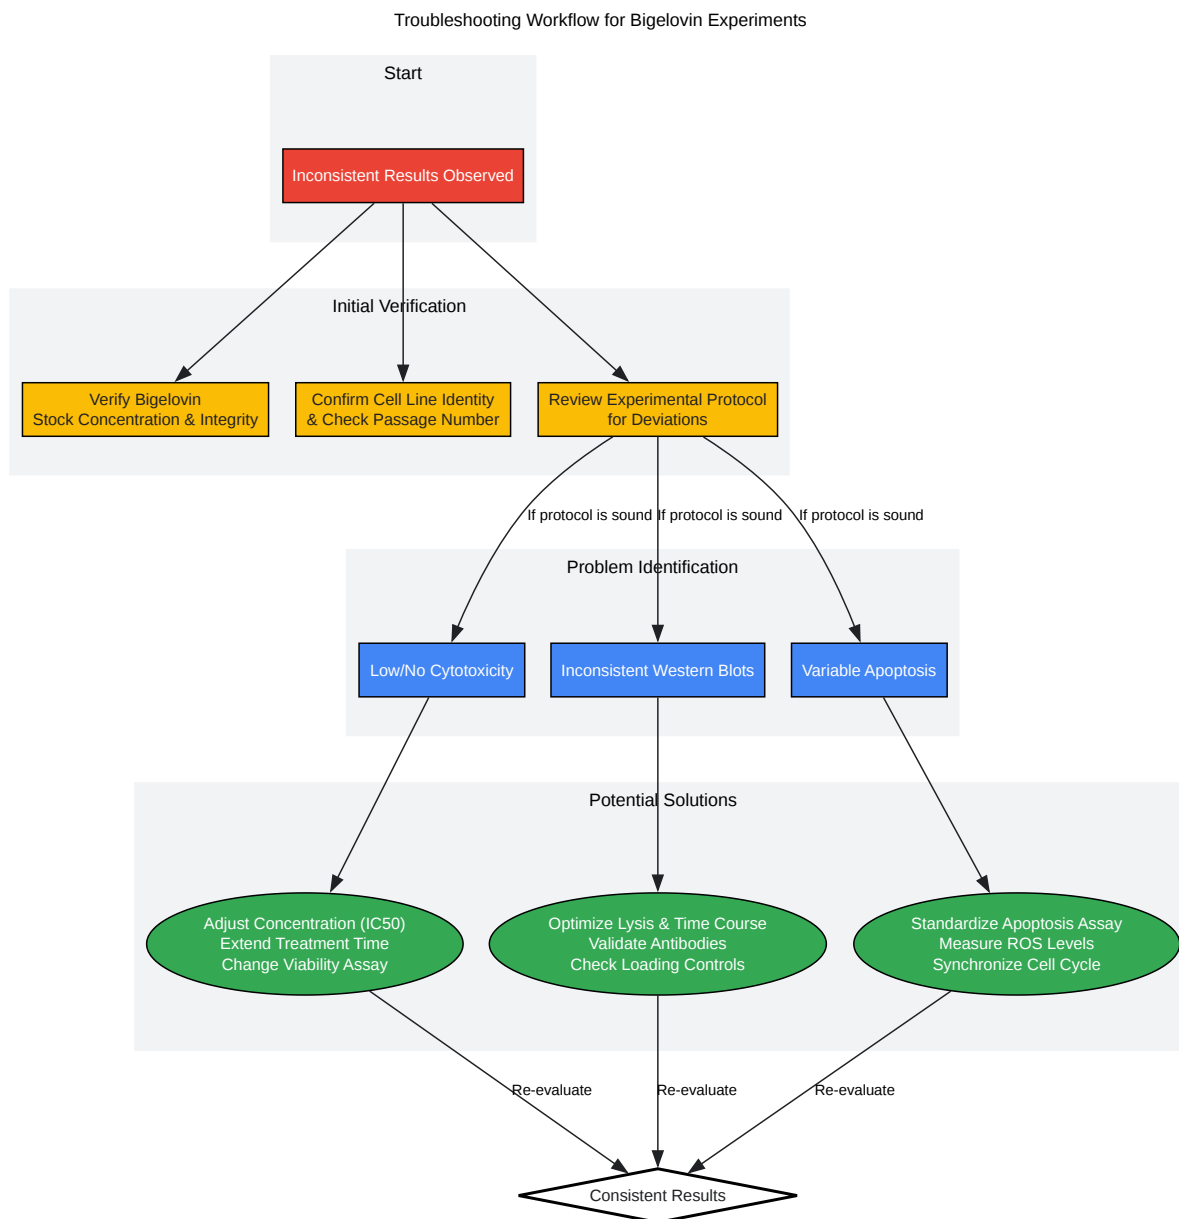 Troubleshooting Workflow for Bigelovin Experiments
Start
Inconsistent Results Observed
Initial Verification
Verify Bigelovin
Stock Concentration & Integrity
Confirm Cell Line Identity
& Check Passage Number
Review Experimental Protocol
for Deviations
If protocol is sound
If protocol is sound
If protocol is sound
Problem Identification
Low/No Cytotoxicity
Inconsistent Western Blots
Variable Apoptosis
Potential Solutions
Adjust Concentration (IC50)
Extend Treatment Time
Change Viability Assay
Optimize Lysis & Time Course
Validate Antibodies
Check Loading Controls
Standardize Apoptosis Assay
Measure ROS Levels
Synchronize Cell Cycle
Re-evaluate
Re-evaluate
Re-evaluate
Consistent Results